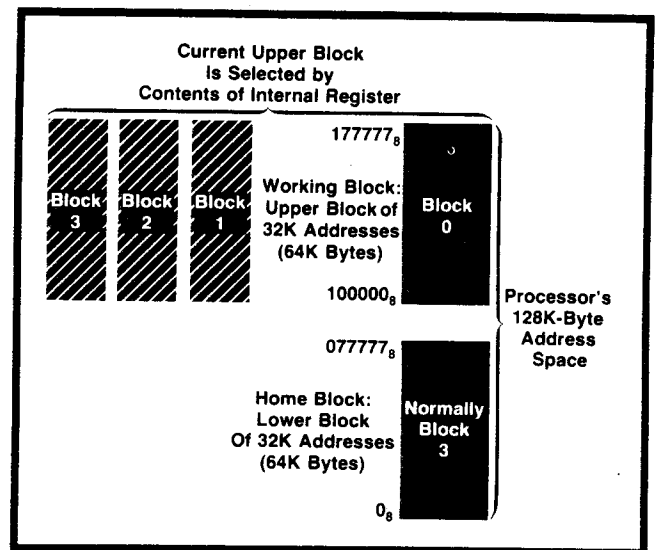 Current Upper Block
Is Selected by
Contents of Internal Register
177777₈
Working Block:
Upper Block of
32K Addresses
(64K Bytes)
100000₈
Block
3
Block
2
Block
1
Block
0
Processor's
128K-Byte
Address
Space
077777₈
Home Block:
Lower Block
Of 32K Addresses
(64K Bytes)
0₈
Normally
Block
3